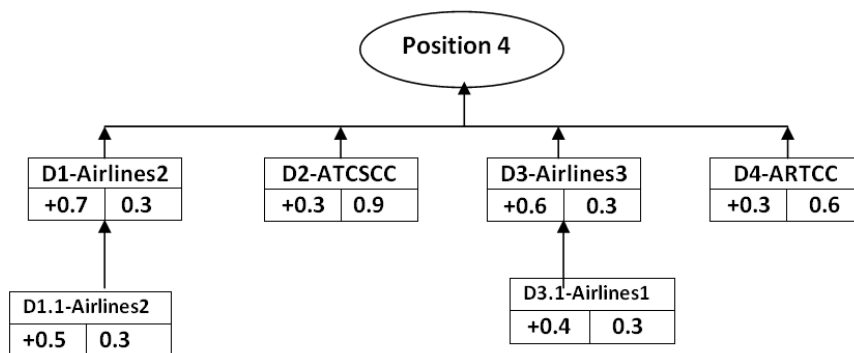 Position 4
D1-Airlines2
+0.7 0.3
D2-ATCSCC
+0.3 0.9
D3-Airlines3
+0.6 0.3
D4-ARTCC
+0.3 0.6
D1.1-Airlines2
+0.5 0.3
D3.1-Airlines1
+0.4 0.3